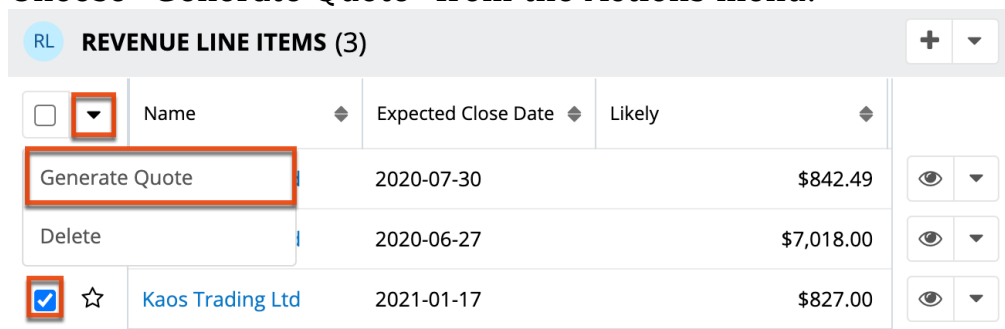 Choose "Generate Quote" from the Actions menu.
RL REVENUE LINE ITEMS (3)
Name Expected Close Date Likely
Generate Quote 2020-07-30 $842.49
Delete 2020-06-27 $7,018.00
Kaos Trading Ltd 2021-01-17 $827.00